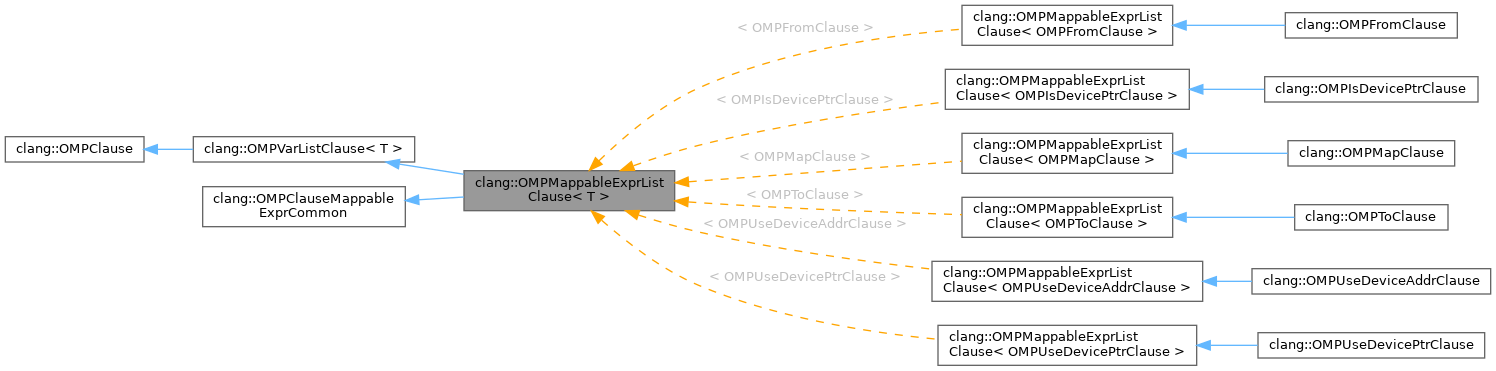 clang::OMPClause
clang::OMPVarListClause< T >
clang::OMPClauseMappable
ExprCommon
clang::OMPMappableExprList
Clause< T >
< OMPFromClause >
clang::OMPMappableExprList
Clause< OMPFromClause >
clang::OMPFromClause
< OMPIsDevicePtrClause >
clang::OMPMappableExprList
Clause< OMPIsDevicePtrClause >
clang::OMPIsDevicePtrClause
< OMPMapClause >
clang::OMPMappableExprList
Clause< OMPMapClause >
clang::OMPMapClause
< OMPToClause >
clang::OMPMappableExprList
Clause< OMPToClause >
clang::OMPToClause
< OMPUseDeviceAddrClause >
clang::OMPMappableExprList
Clause< OMPUseDeviceAddrClause >
clang::OMPUseDeviceAddrClause
< OMPUseDevicePtrClause >
clang::OMPMappableExprList
Clause< OMPUseDevicePtrClause >
clang::OMPUseDevicePtrClause